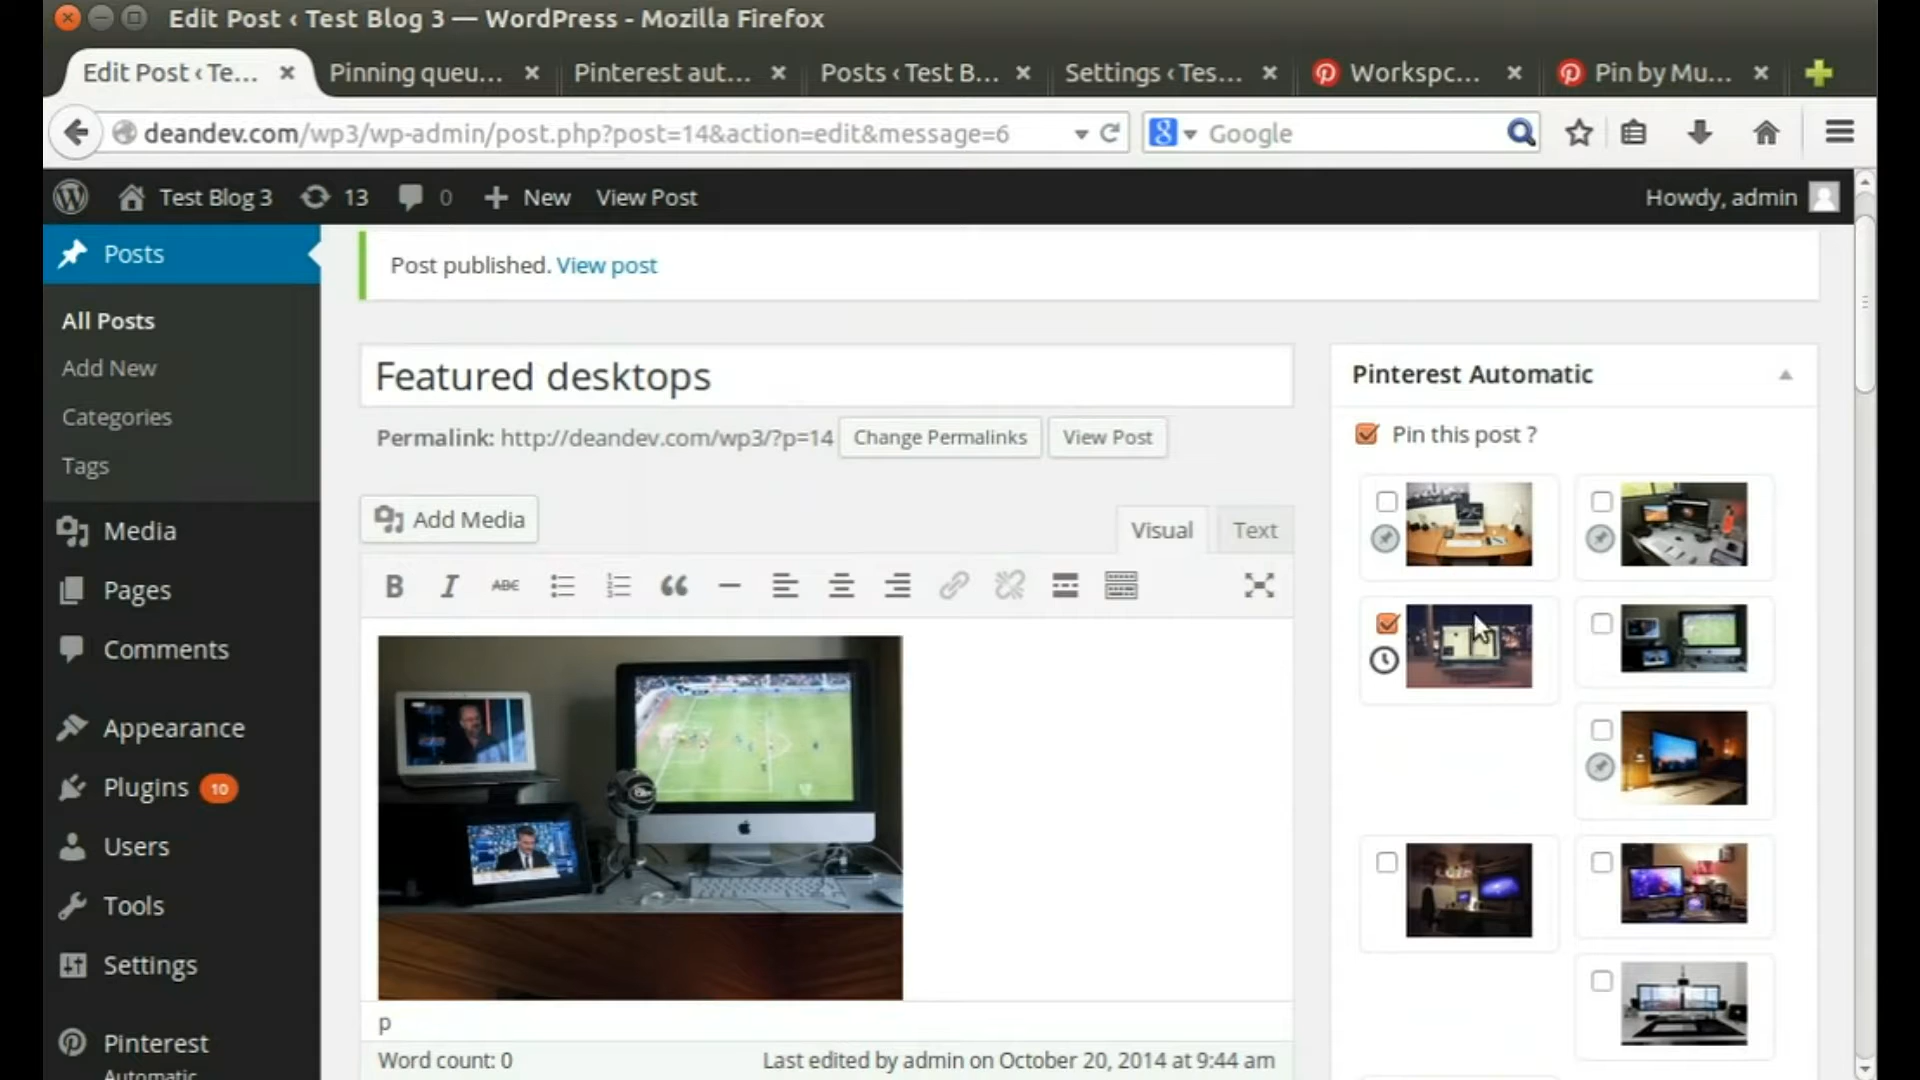 Edit Post ‹ Test Blog 3 — WordPress - Mozilla Firefox
Edit Post ‹ Te...
Pinning queu...
Pinterest aut...
Posts ‹ Test B...
Settings ‹ Tes...
Workspc...
Pin by Mu...
deandev.com/wp3/wp-admin/post.php?post=14&action=edit&message=6
Google
Test Blog 3
13
0
New
View Post
Howdy, admin
Posts
All Posts
Add New
Categories
Tags
Media
Pages
Comments
Appearance
Plugins 10
Users
Tools
Settings
Pinterest
Automatic
Post published. View post
Featured desktops
Permalink: http://deandev.com/wp3/?p=14
Change Permalinks
View Post
Add Media
Visual
Text
B I ABC
p
Word count: 0
Last edited by admin on October 20, 2014 at 9:44 am
Pinterest Automatic
Pin this post ?